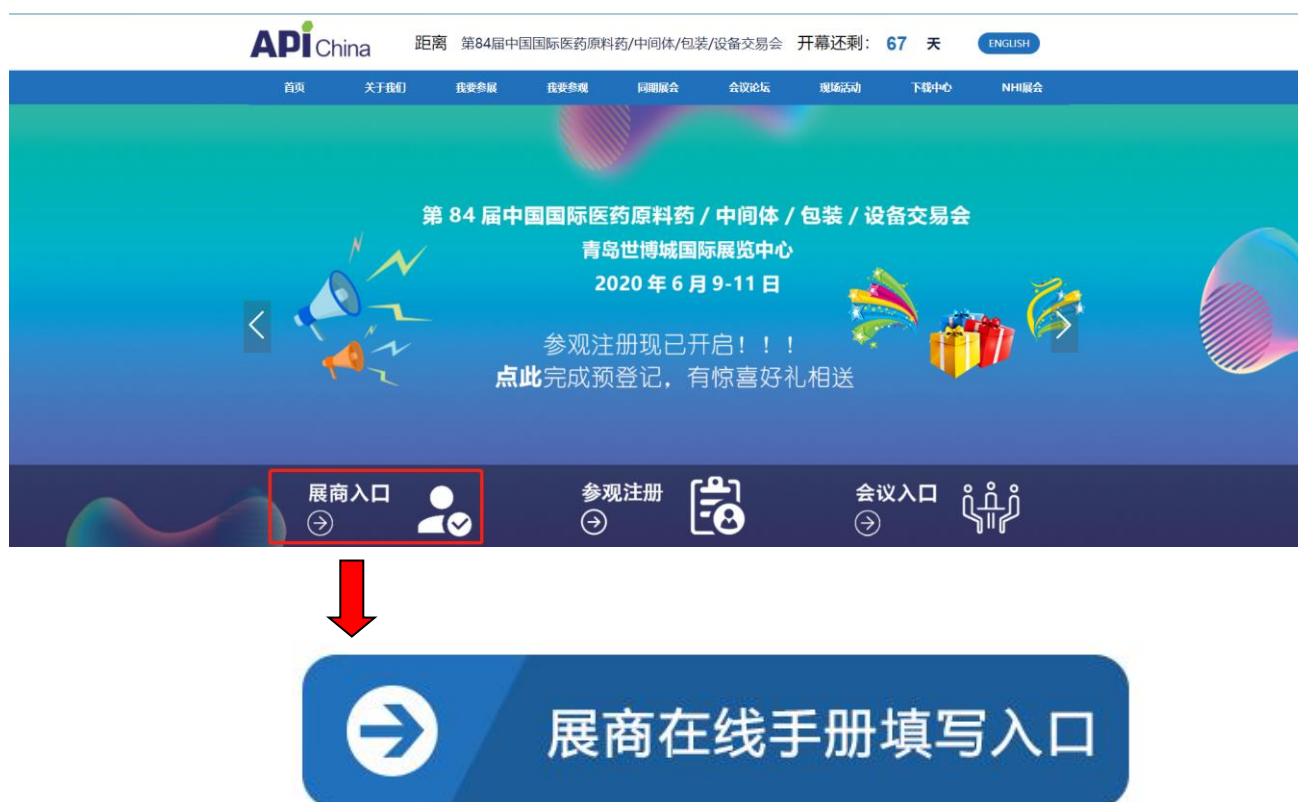 API China
距离 第84届中国国际医药原料药/中间体/包装/设备交易会 开幕还剩： 67 天 ENGLISH
首页 关于我们 我要参展 我要参观 同期展会 会议论坛 现场活动 下载中心 NHI展会
第 84 届中国国际医药原料药 / 中间体 / 包装 / 设备交易会
青岛世博城国际展览中心
2020 年 6 月 9-11 日
参观注册现已开启！！！
点此完成预登记，有惊喜好礼相送
展商入口 参观注册 会议入口
展商在线手册填写入口